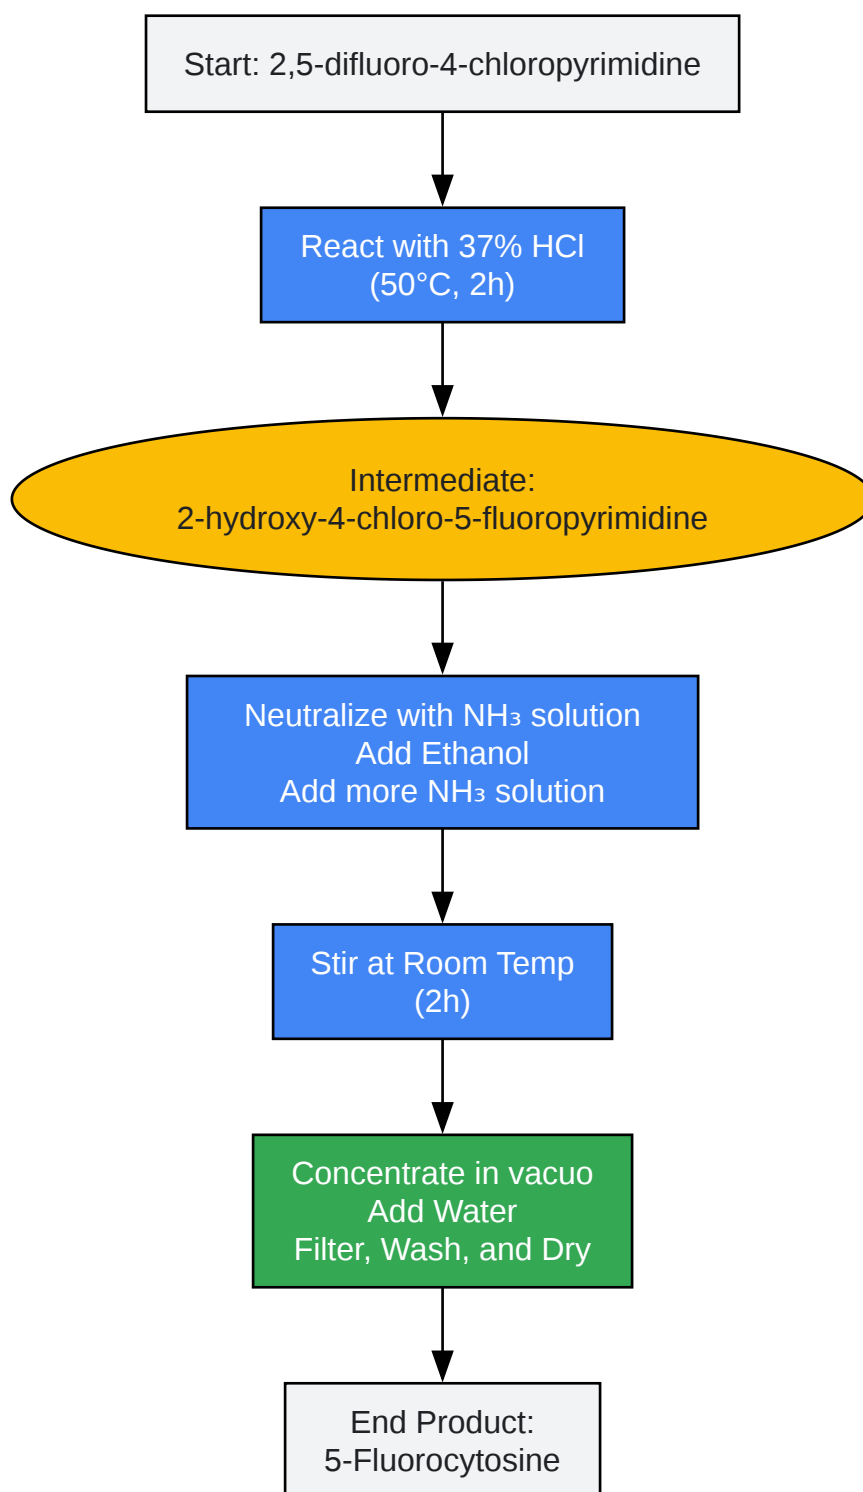 Start: 2,5-difluoro-4-chloropyrimidine
React with 37% HCl
(50°C, 2h)
Intermediate:
2-hydroxy-4-chloro-5-fluoropyrimidine
Neutralize with NH₃ solution
Add Ethanol
Add more NH₃ solution
Stir at Room Temp
(2h)
Concentrate in vacuo
Add Water
Filter, Wash, and Dry
End Product:
5-Fluorocytosine